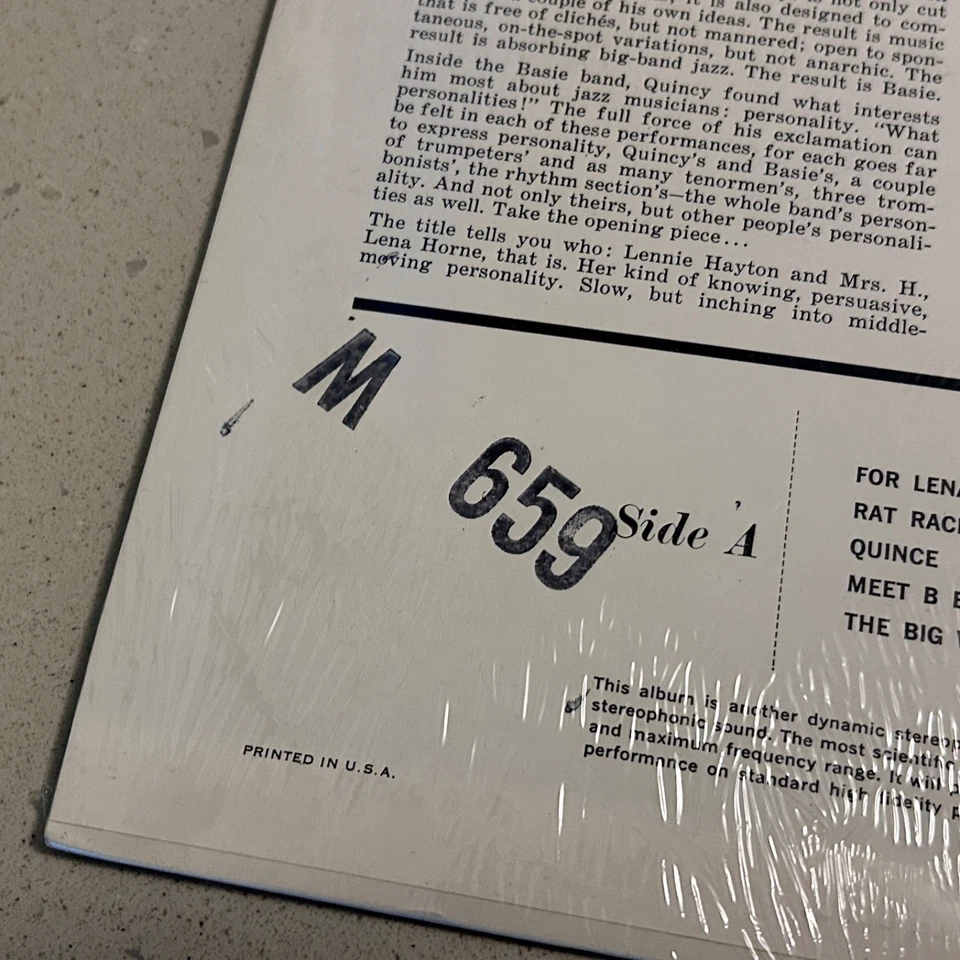 is not only cut
couple of his own ideas. It is also designed to com-
that is free of clichés, but not mannered; open to spon-
taneous, on-the-spot variations, but not anarchic. The
result is absorbing big-band jazz. The result is Basie.
Inside the Basie band, Quincy found what interests
him most about jazz musicians: personality. “What
personalities!” The full force of his exclamation can
be felt in each of these performances, for each goes far
to express personality, Quincy’s and Basie’s, a couple
of trumpeters’ and as many tenormen’s, three trom-
bonists’, the rhythm section’s—the whole band’s person-
ality. And not only theirs, but other people’s personali-
ties as well. Take the opening piece...
The title tells you who: Lennie Hayton and Mrs. H.,
Lena Horne, that is. Her kind of knowing, persuasive,
moving personality. Slow, but inching into middle-
M 659
Side A
FOR LENA
RAT RAC
QUINCE
MEET B
THE BIG
This album is another dynamic stereop
stereophonic sound. The most scientific
and maximum frequency range. It will p
performance on standard high fidelity p
PRINTED IN U.S.A.